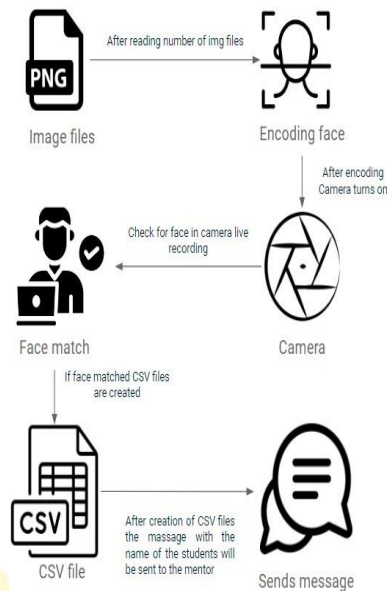 After reading number of img files
PNG
Image files
Encoding face
After encoding
Camera turns on
Check for face in camera live
recording
Face match
Camera
If face matched CSV files
are created
CSV
CSV file
After creation of CSV files
the massage with the
name of the students will
be sent to the mentor
Sends message